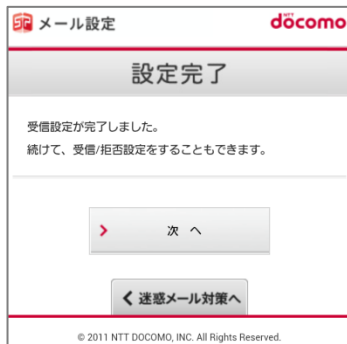 メール設定
NTT
docomo
設定完了
受信設定が完了しました。
続けて、受信/拒否設定をすることもできます。
次 へ
迷惑メール対策へ
© 2011 NTT DOCOMO, INC. All Rights Reserved.